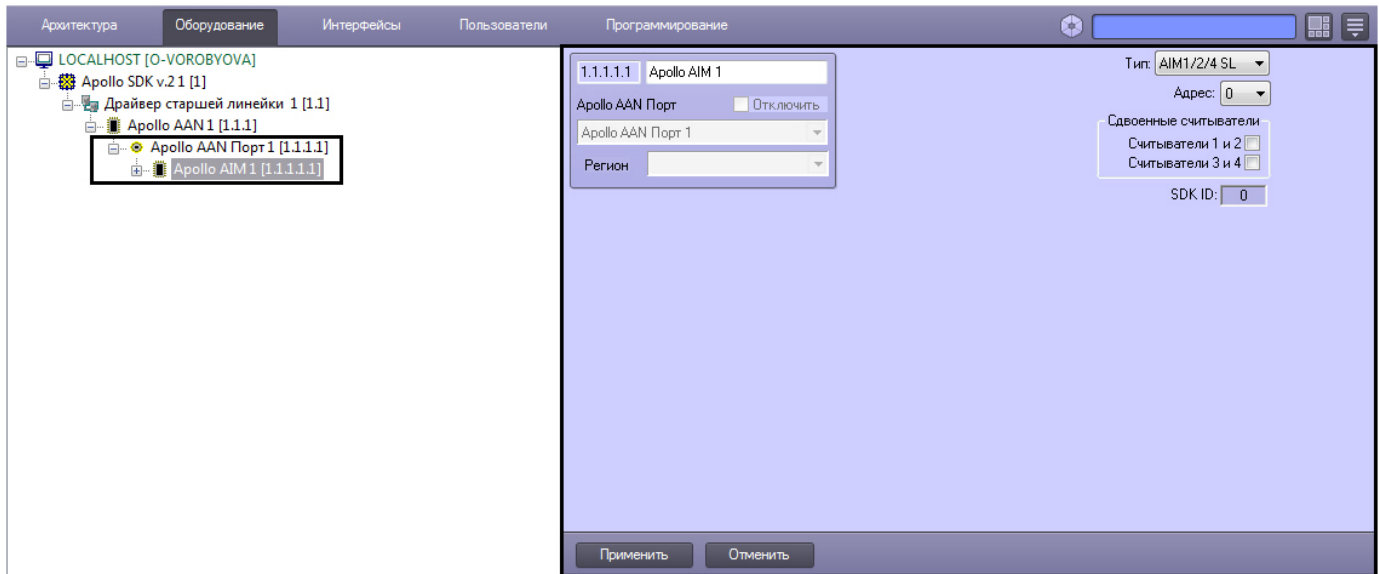 Архитектура Оборудование Интерфейсы Пользователи Программирование
LOCALHOST [O-VOROBYOVA]
Apollo SDK v.2 1 [1]
Драйвер старшей линейки 1 [1.1]
Apollo AAN 1 [1.1.1]
Apollo AAN Порт 1 [1.1.1.1]
Apollo AIM 1 [1.1.1.1.1]
1.1.1.1.1 Apollo AIM 1
Apollo AAN Порт Отключить
Apollo AAN Порт 1
Регион
Тип: AIM1/2/4 SL
Адрес: 0
Сдвоенные считыватели
Считыватели 1 и 2
Считыватели 3 и 4
SDK ID: 0
Применить Отменить